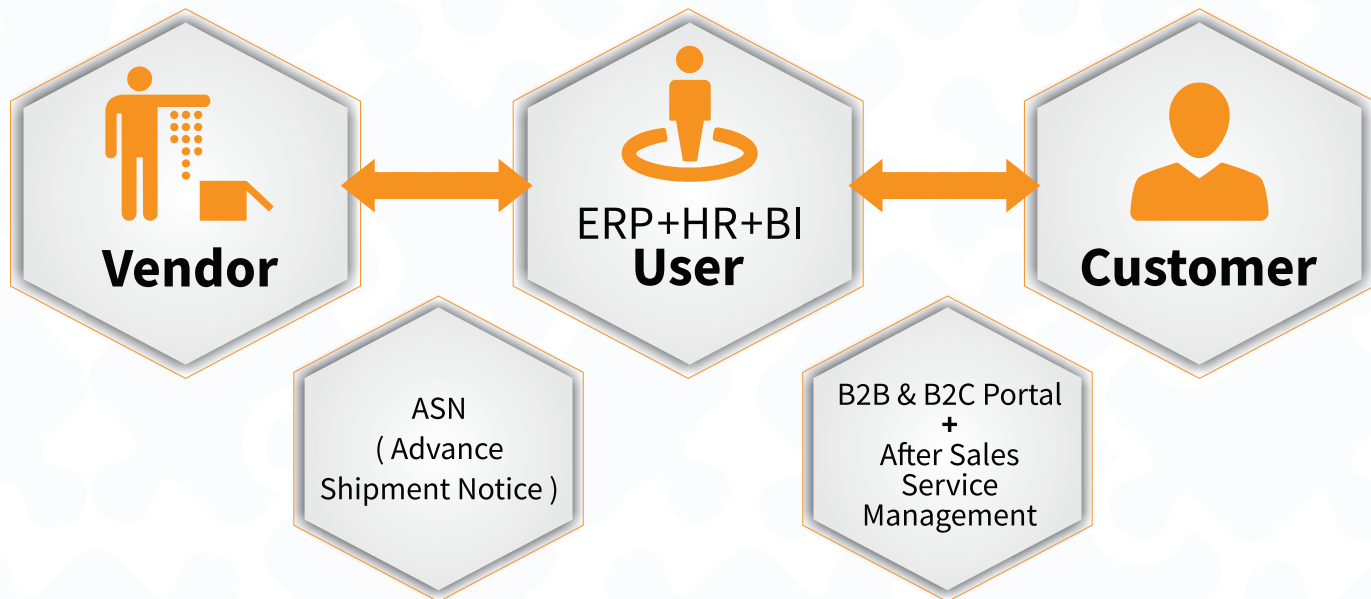 Vendor
ERP+HR+BI
User
Customer
ASN
( Advance
Shipment Notice )
B2B & B2C Portal
+
After Sales
Service
Management